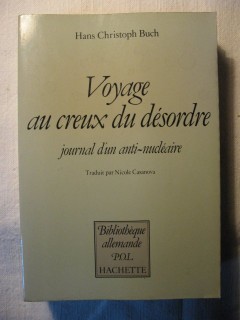 Hans Christoph Buch
Voyage
au creux du désordre
journal d'un anti-nucléaire
Traduit par Nicole Casanova
Bibliothèque
allemande
P.O.L
HACHETTE